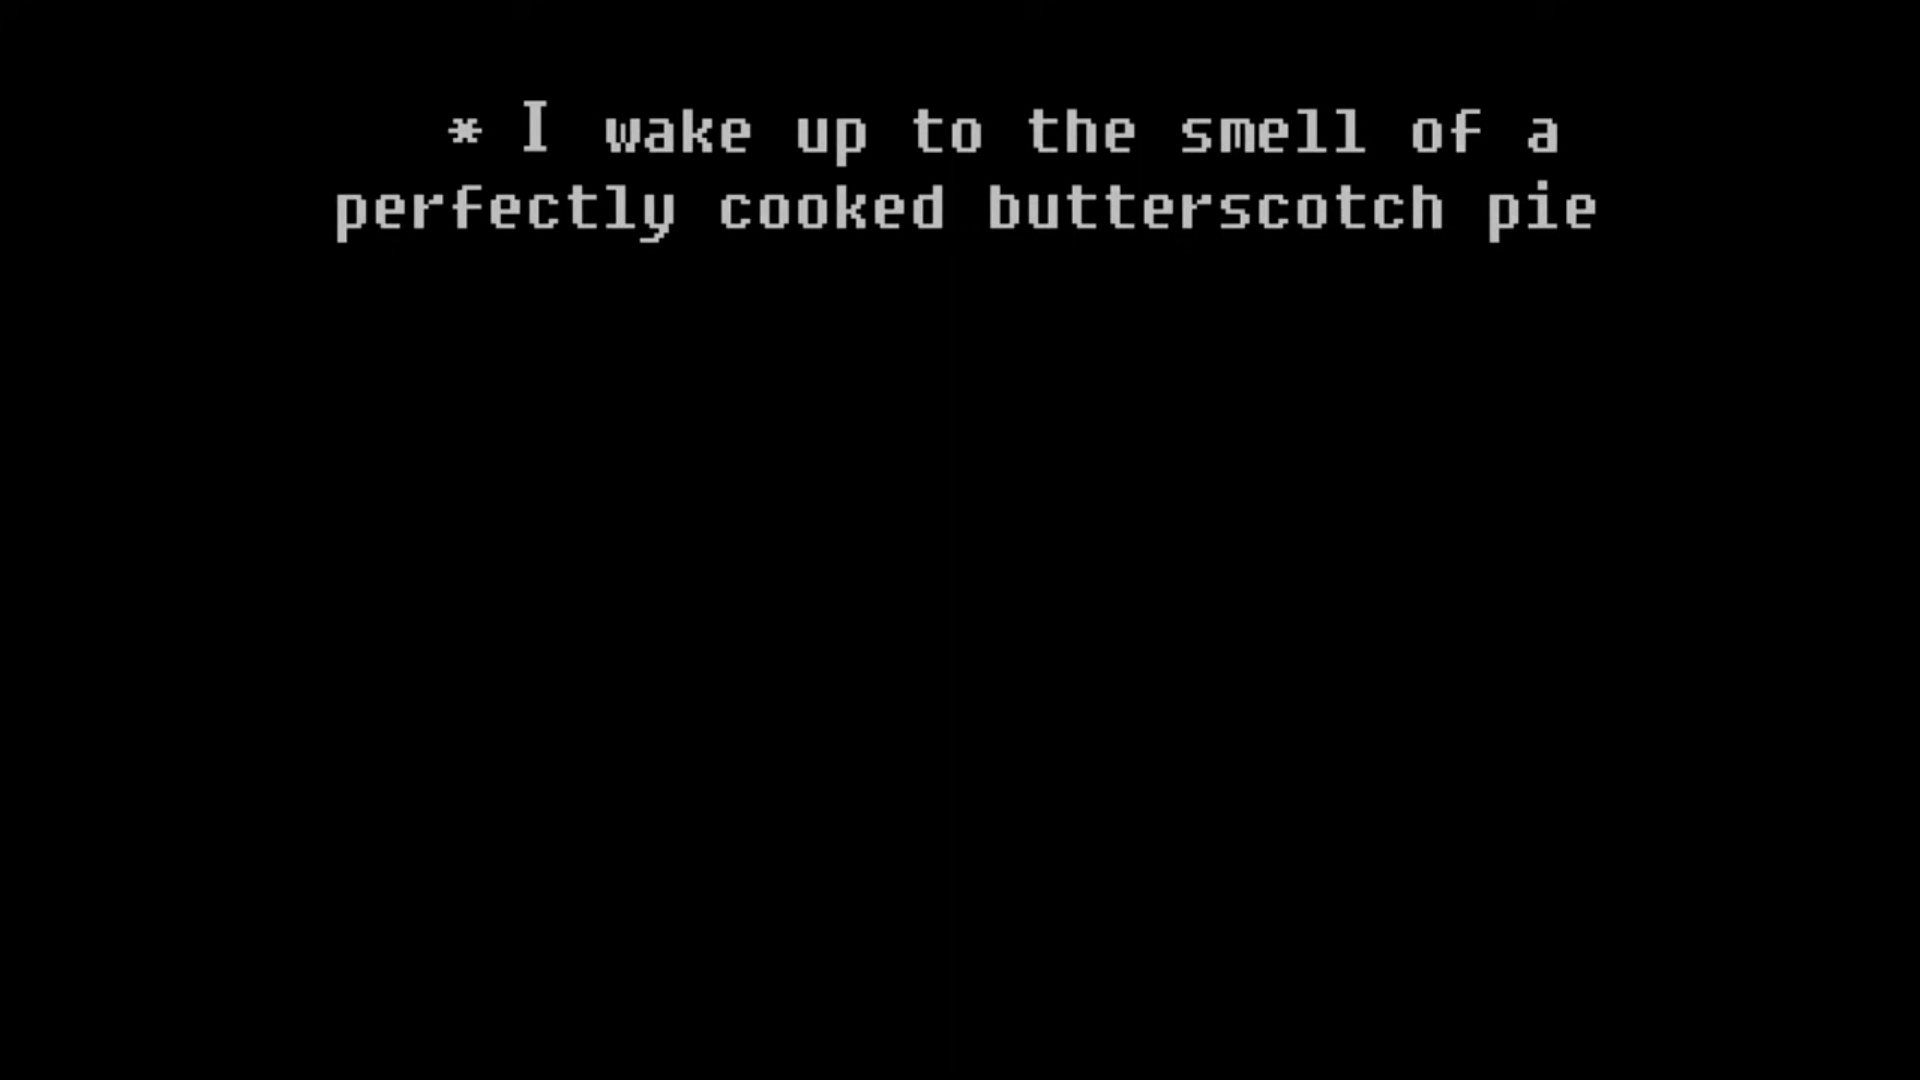 * I wake up to the smell of a
perfectly cooked butterscotch pie